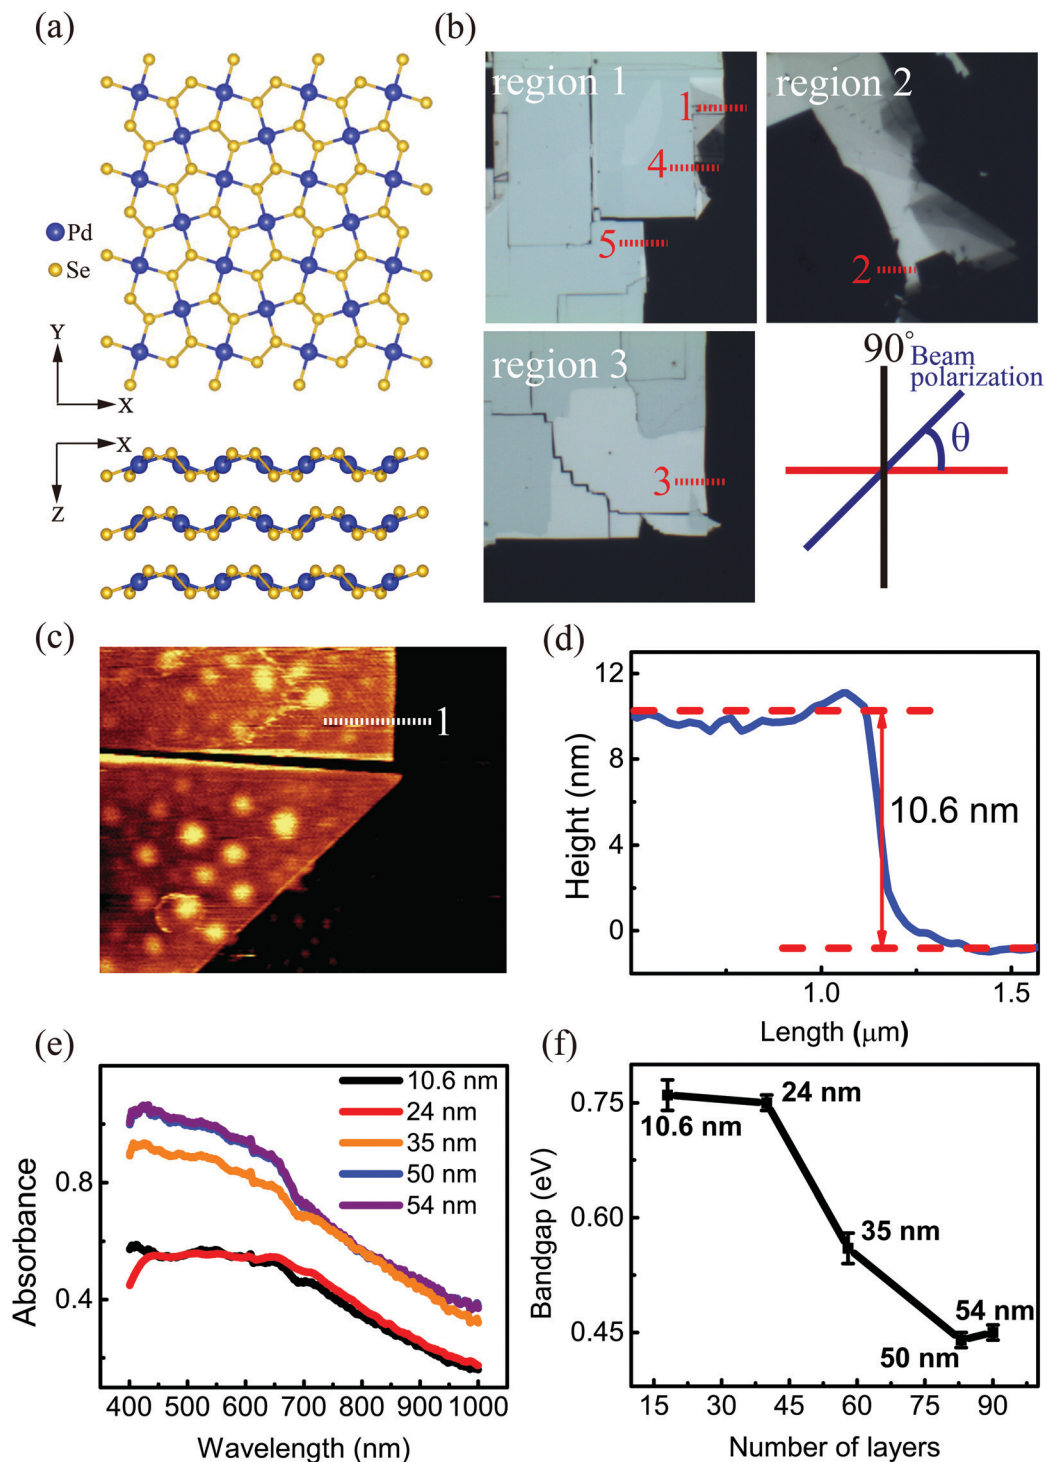 (a)
Pd
Se
Y
X
X
Z
(b)
region 1
1
4
5
region 2
2
region 3
3
90°
Beam
polarization
θ
(c)
1
(d)
Height (nm)
12
8
4
0
10.6 nm
1.0
1.5
Length (μm)
(e)
Absorbance
0.8
0.4
10.6 nm
24 nm
35 nm
50 nm
54 nm
400 500 600 700 800 900 1000
Wavelength (nm)
(f)
Bandgap (eV)
0.75
0.60
0.45
10.6 nm
24 nm
35 nm
54 nm
50 nm
15 30 45 60 75 90
Number of layers